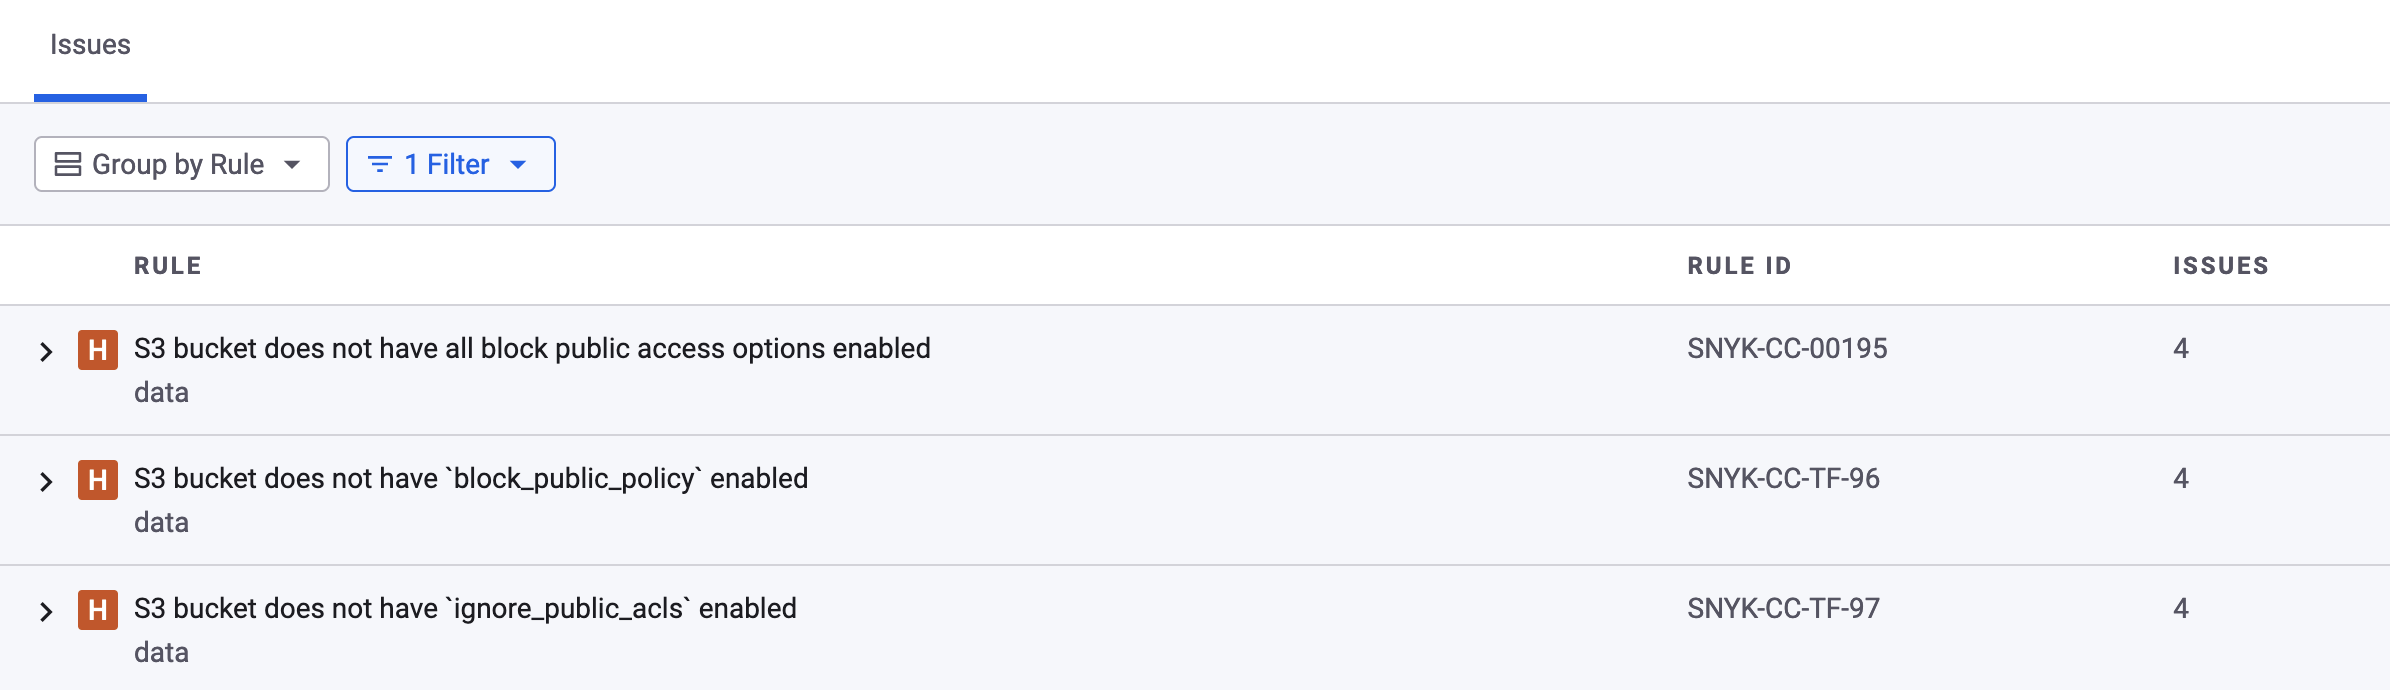 Issues
Group by Rule
1 Filter
RULE RULE ID ISSUES
H S3 bucket does not have all block public access options enabled SNYK-CC-00195 4
data
H S3 bucket does not have `block_public_policy` enabled SNYK-CC-TF-96 4
data
H S3 bucket does not have `ignore_public_acls` enabled SNYK-CC-TF-97 4
data